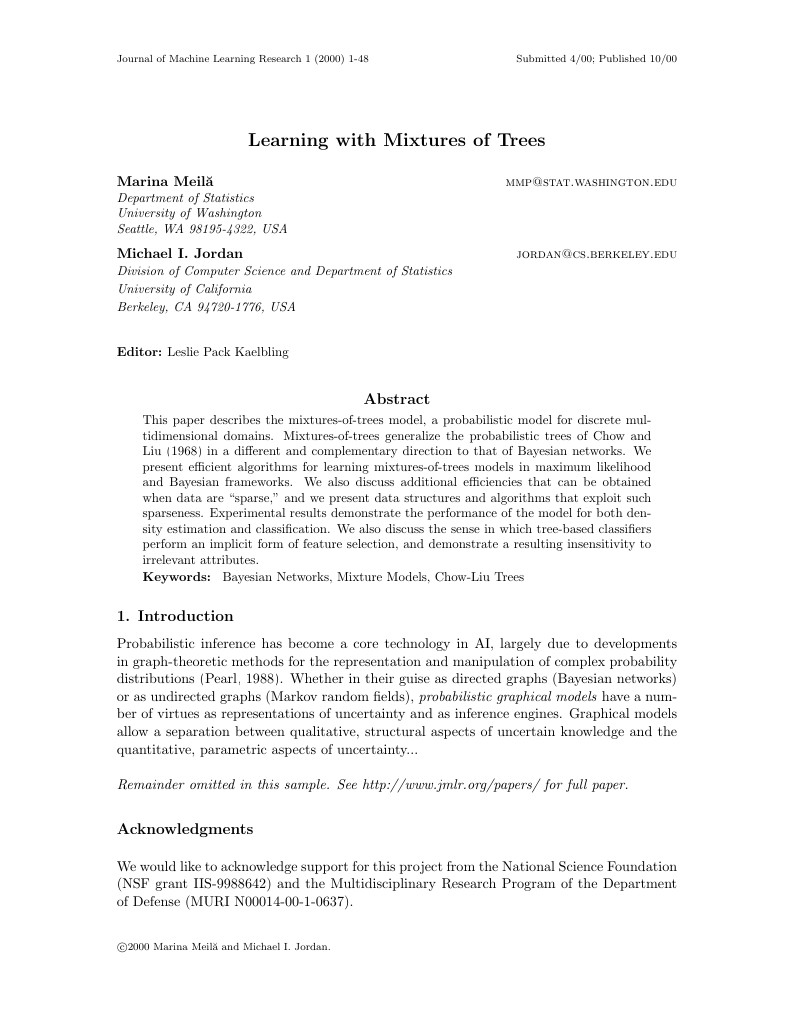 Journal of Machine Learning Research 1 (2000) 1-48 Submitted 4/00; Published 10/00
Learning with Mixtures of Trees
Marina Meilă MMP@STAT.WASHINGTON.EDU
Department of Statistics
University of Washington
Seattle, WA 98195-4322, USA
Michael I. Jordan JORDAN@CS.BERKELEY.EDU
Division of Computer Science and Department of Statistics
University of California
Berkeley, CA 94720-1776, USA
Editor: Leslie Pack Kaelbling
Abstract
This paper describes the mixtures-of-trees model, a probabilistic model for discrete mul-
tidimensional domains. Mixtures-of-trees generalize the probabilistic trees of Chow and
Liu (1968) in a different and complementary direction to that of Bayesian networks. We
present efficient algorithms for learning mixtures-of-trees models in maximum likelihood
and Bayesian frameworks. We also discuss additional efficiencies that can be obtained
when data are “sparse,” and we present data structures and algorithms that exploit such
sparseness. Experimental results demonstrate the performance of the model for both den-
sity estimation and classification. We also discuss the sense in which tree-based classifiers
perform an implicit form of feature selection, and demonstrate a resulting insensitivity to
irrelevant attributes.
Keywords: Bayesian Networks, Mixture Models, Chow-Liu Trees
1. Introduction
Probabilistic inference has become a core technology in AI, largely due to developments
in graph-theoretic methods for the representation and manipulation of complex probability
distributions (Pearl, 1988). Whether in their guise as directed graphs (Bayesian networks)
or as undirected graphs (Markov random fields), probabilistic graphical models have a num-
ber of virtues as representations of uncertainty and as inference engines. Graphical models
allow a separation between qualitative, structural aspects of uncertain knowledge and the
quantitative, parametric aspects of uncertainty...
Remainder omitted in this sample. See http://www.jmlr.org/papers/ for full paper.
Acknowledgments
We would like to acknowledge support for this project from the National Science Foundation
(NSF grant IIS-9988642) and the Multidisciplinary Research Program of the Department
of Defense (MURI N00014-00-1-0637).
©2000 Marina Meilă and Michael I. Jordan.